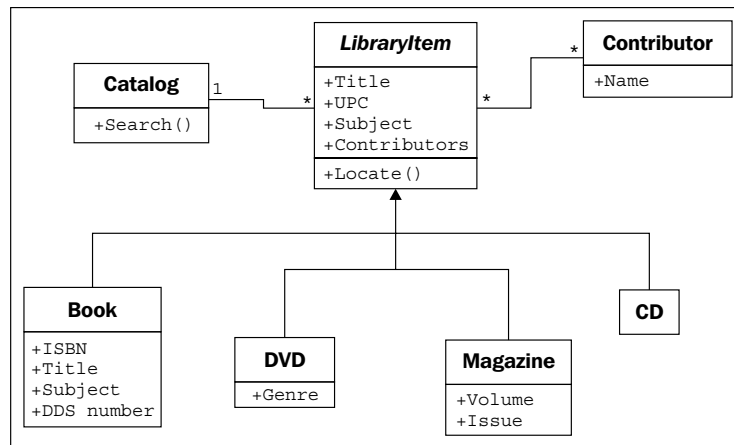 Catalog
+Search()
1
*
LibraryItem
+Title
+UPC
+Subject
+Contributors
+Locate()
*
*
Contributor
+Name
Book
+ISBN
+Title
+Subject
+DDS number
DVD
+Genre
Magazine
+Volume
+Issue
CD